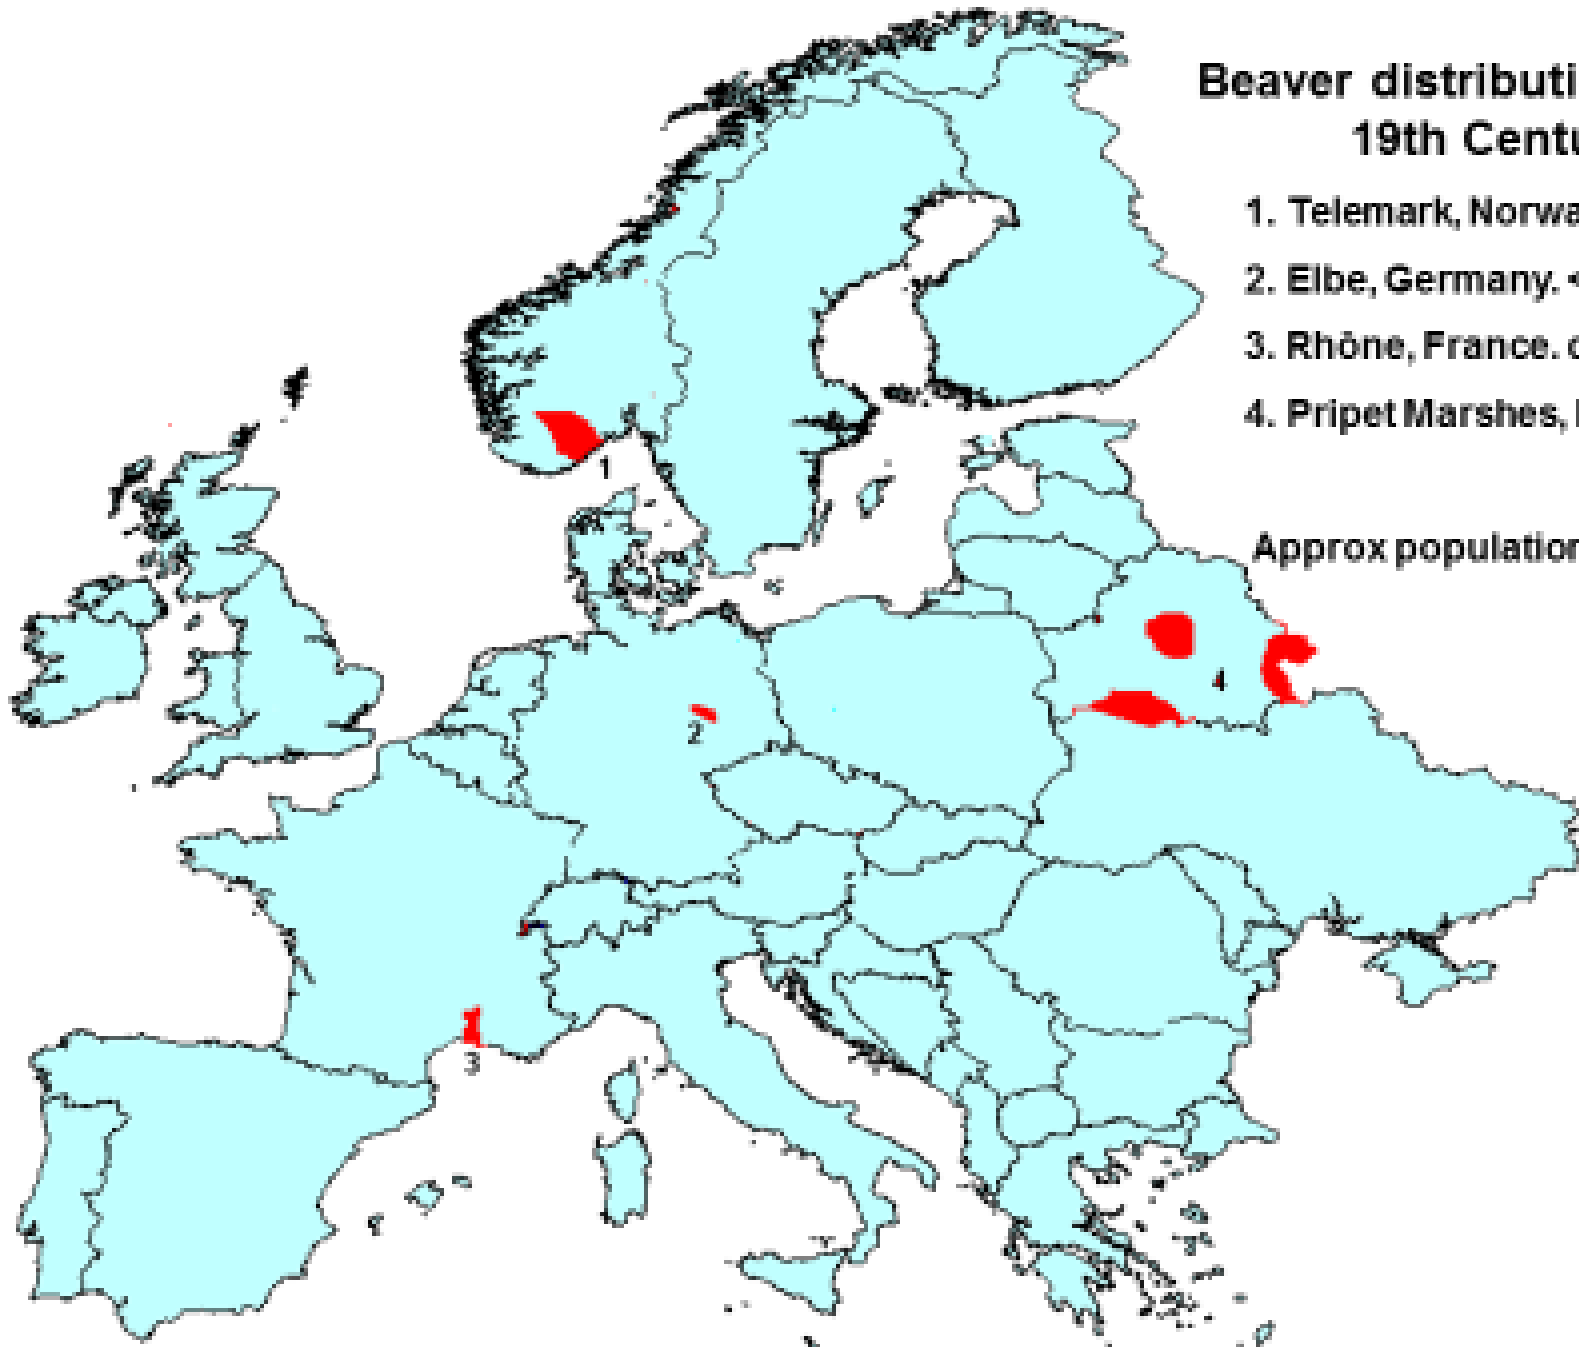 Beaver distributi
19th Centu
1. Telemark, Norwa
2. Elbe, Germany. <
3. Rhône, France. c
4. Pripet Marshes,
Approx population
1
4
2
3